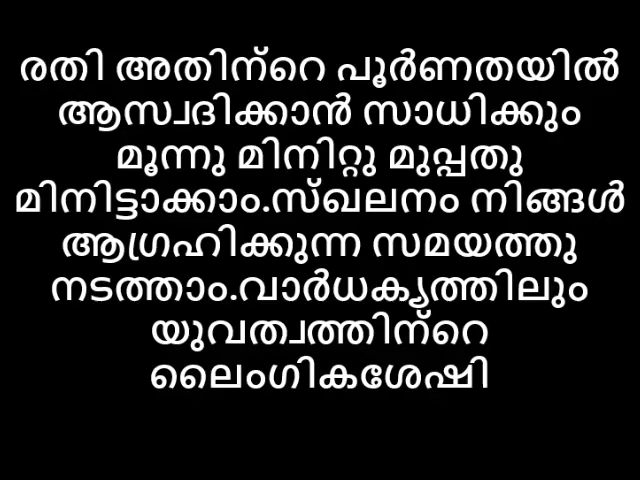 രതി അതിന്റെ പൂർണതയിൽ
ആസ്വദിക്കാൻ സാധിക്കും
മൂന്നു മിനിറ്റു മുപ്പതു
മിനിട്ടാക്കാം.സ്ഖലനം നിങ്ങൾ
ആഗ്രഹിക്കുന്ന സമയത്തു
നടത്താം.വാർധക്യത്തിലും
യുവത്വത്തിന്റെ
ലൈംഗികശേഷി